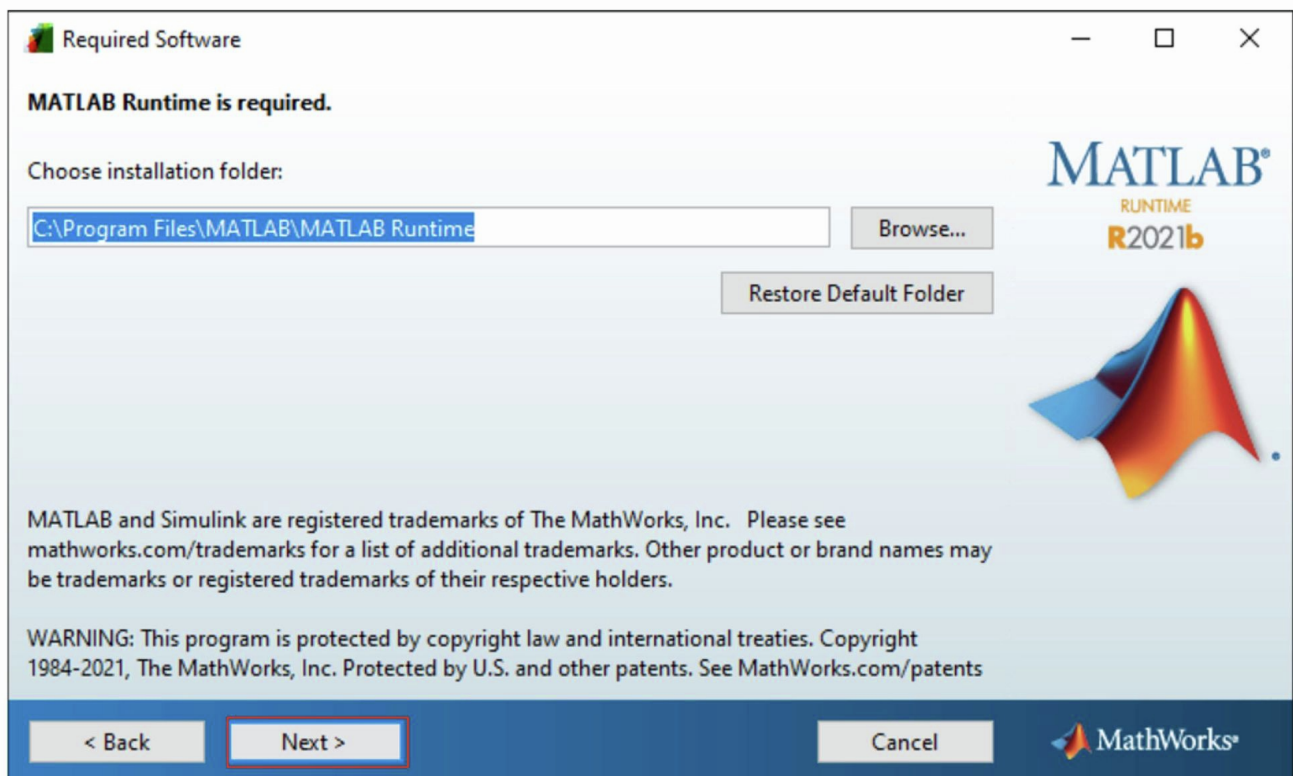 Required Software
MATLAB Runtime is required.
Choose installation folder:
C:\Program Files\MATLAB\MATLAB Runtime
Browse...
Restore Default Folder
MATLAB®
RUNTIME
R2021b
MATLAB and Simulink are registered trademarks of The MathWorks, Inc.   Please see
mathworks.com/trademarks for a list of additional trademarks. Other product or brand names may
be trademarks or registered trademarks of their respective holders.
WARNING: This program is protected by copyright law and international treaties. Copyright
1984-2021, The MathWorks, Inc. Protected by U.S. and other patents. See MathWorks.com/patents
< Back
Next >
Cancel
MathWorks®